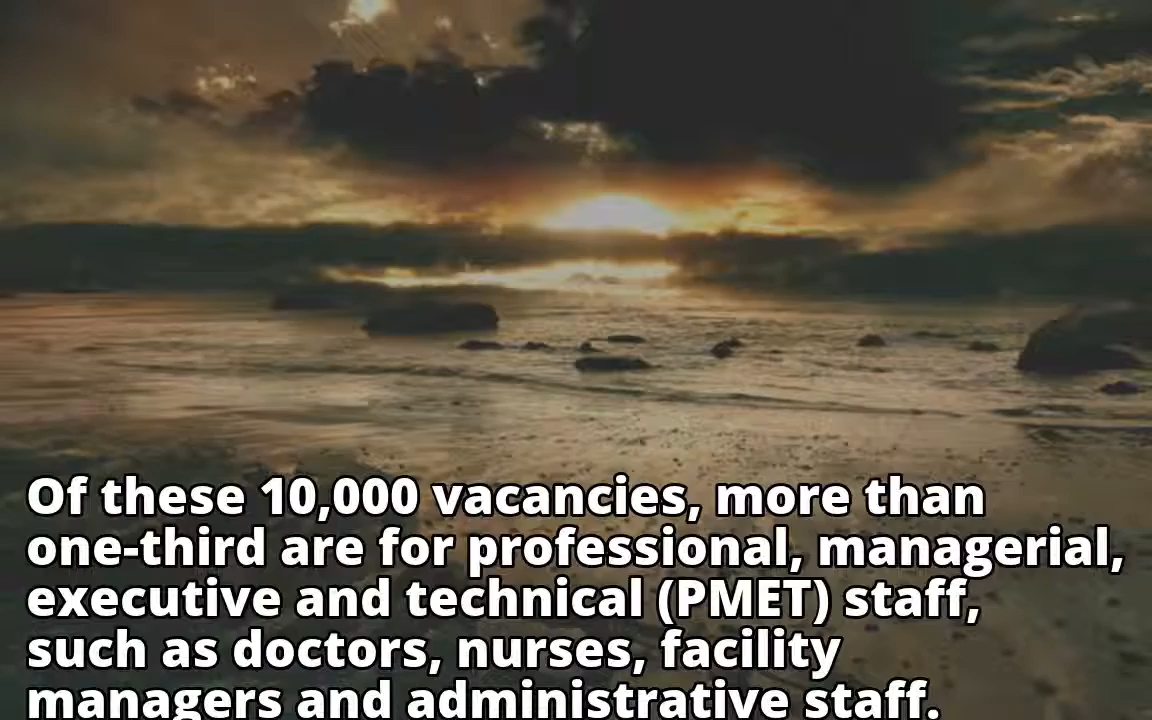 Of these 10,000 vacancies, more than
one-third are for professional, managerial,
executive and technical (PMET) staff,
such as doctors, nurses, facility
managers and administrative staff.